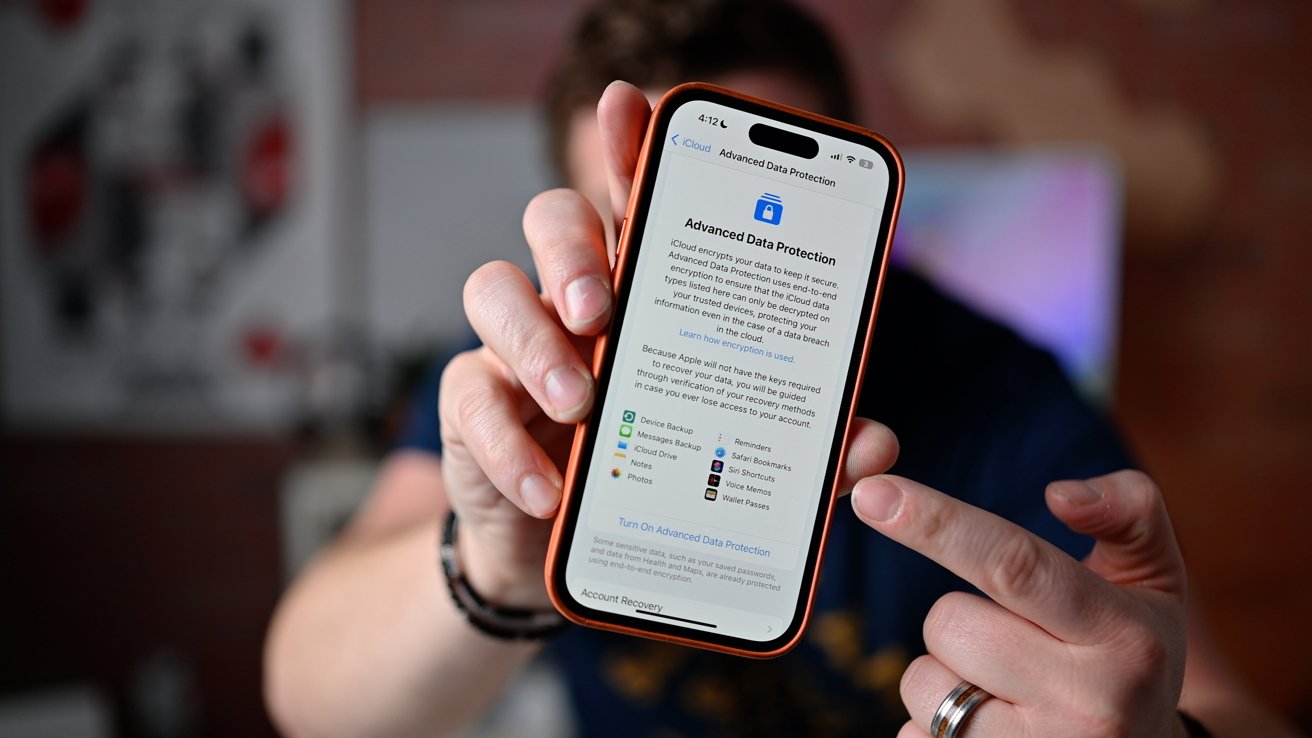 4:12
iCloud
Advanced Data Protection
Advanced Data Protection
iCloud encrypts your data to keep it secure.
Advanced Data Protection uses end-to-end
encryption to ensure that the iCloud data
types listed here can only be decrypted on
your trusted devices, protecting your
information even in the case of a data breach
in the cloud.
Learn how encryption is used.
Because Apple will not have the keys required
to recover your data, you will be guided
through verification of your recovery methods
in case you ever lose access to your account.
Device Backup
Messages Backup
iCloud Drive
Notes
Photos
Reminders
Safari Bookmarks
Siri Shortcuts
Voice Memos
Wallet Passes
Turn On Advanced Data Protection
Some sensitive data, such as your saved passwords,
and data from Health and Maps, are already protected
using end-to-end encryption.
Account Recovery